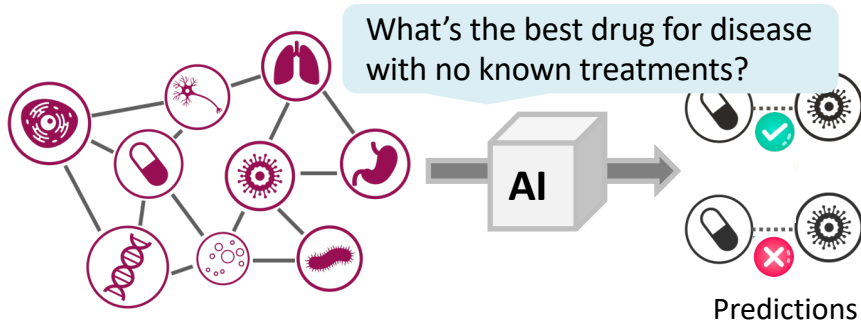 What's the best drug for disease
with no known treatments?
AI
Predictions